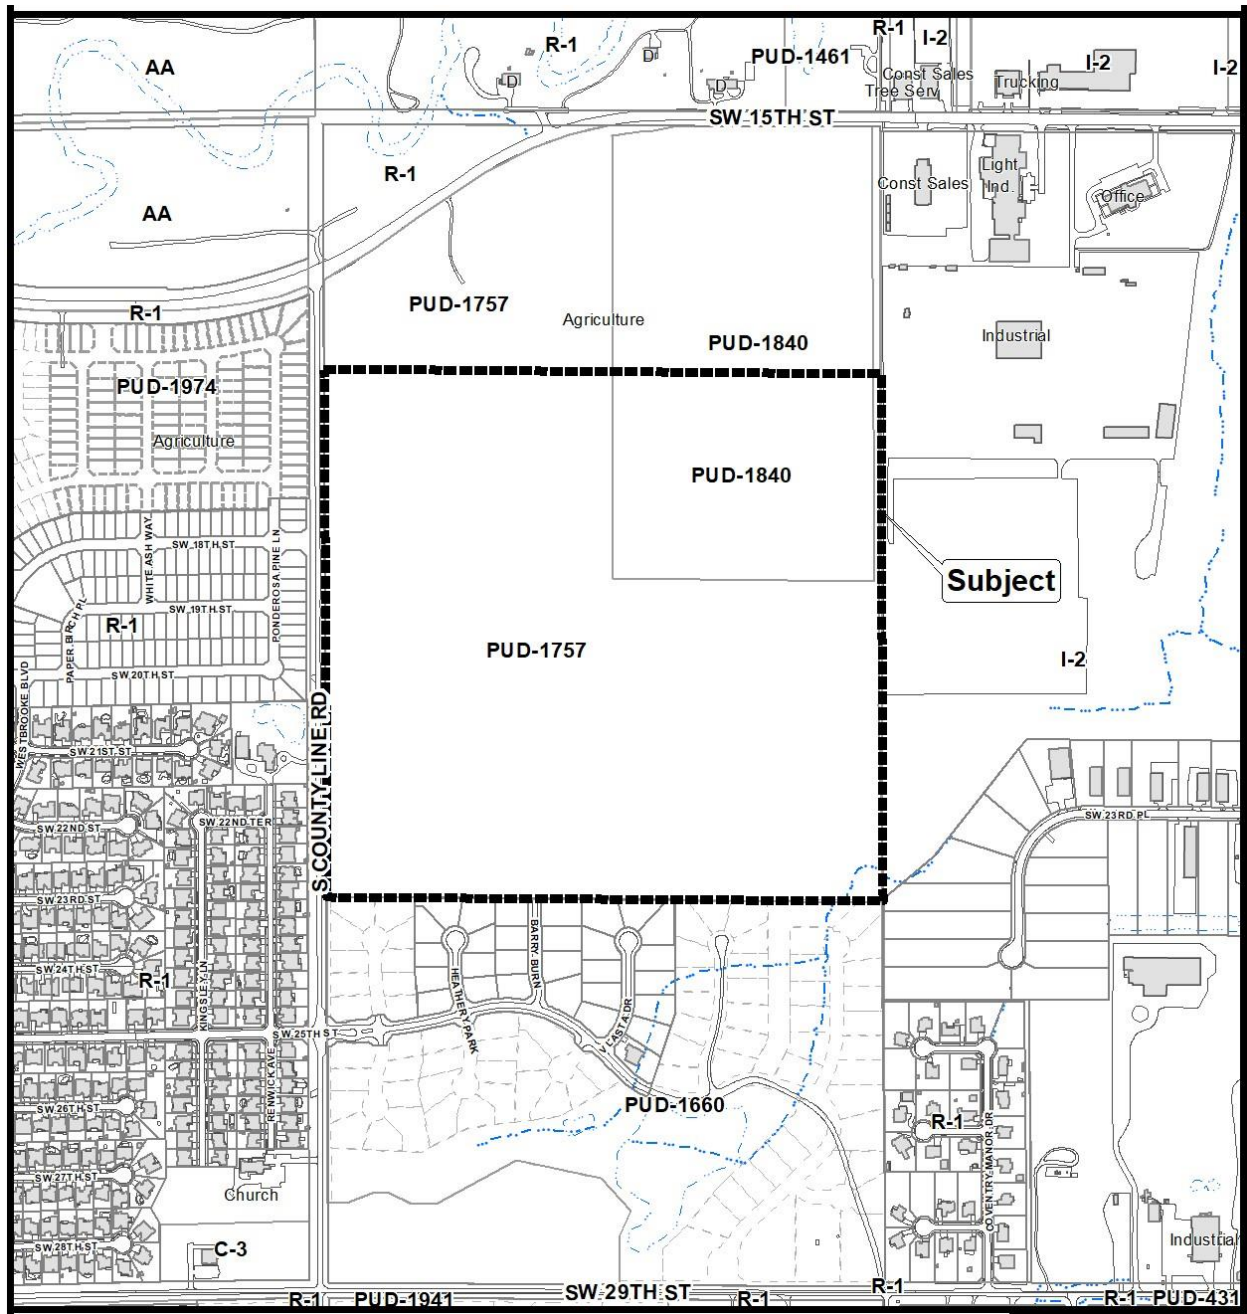 R-1
I-2
R-1
AA
PUD-1461
I-2
I-2
Const Sales
Tree Serv
Trucking
D
D
D
SW 15TH ST
R-1
Light
Ind.
Const Sales
Office
AA
PUD-1757
R-1
Agriculture
Industrial
PUD-1840
PUD-1974
Agriculture
PUD-1840
SW 18TH ST
WHITE ASH WAY
PONDEROSA PINE LN
Subject
SW 19TH ST
PAPER BIRCH PL
R-1
PUD-1757
I-2
SW 20TH ST
WESTBROOKE BLVD
S COUNTY LINE RD
SW 21ST ST
SW 22ND ST
SW 22ND TER
SW 23RD PL
SW 23RD ST
SW 24TH ST
R-1
KINGSLEY LN
BARRY BURN
HEATHERY PARK
VLASTA DR
SW 25TH ST
RENWICK AVE
PUD-1660
SW 26TH ST
R-1
COVENTRY MANOR DR
SW 27TH ST
Church
SW 28TH ST
C-3
Industrial
R-1
PUD-1941
SW 29TH ST
R-1
R-1
R-1
PUD-431